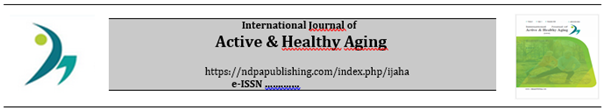 International Journal of
Active & Healthy Aging
https://ndpapublishing.com/index.php/ijaha
e-ISSN ............